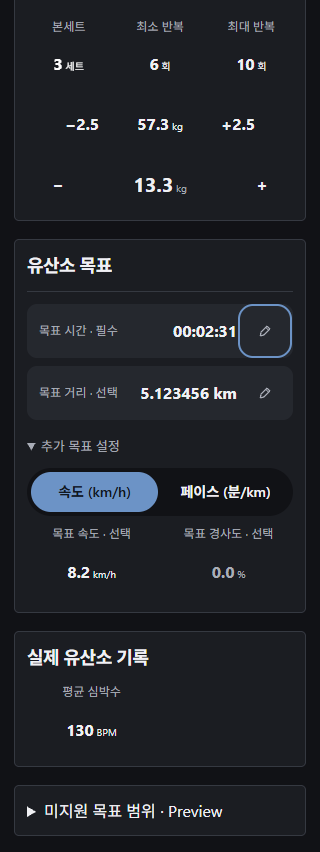 본세트 최소 반복 최대 반복
3 세트 6 회 10 회
−2.5 57.3 kg +2.5
− 13.3 kg +
유산소 목표
목표 시간 · 필수 00:02:31
목표 거리 · 선택 5.123456 km
▼ 추가 목표 설정
속도 (km/h) 페이스 (분/km)
목표 속도 · 선택 목표 경사도 · 선택
8.2 km/h 0.0 %
실제 유산소 기록
평균 심박수
130 BPM
▶ 미지원 목표 범위 · Preview